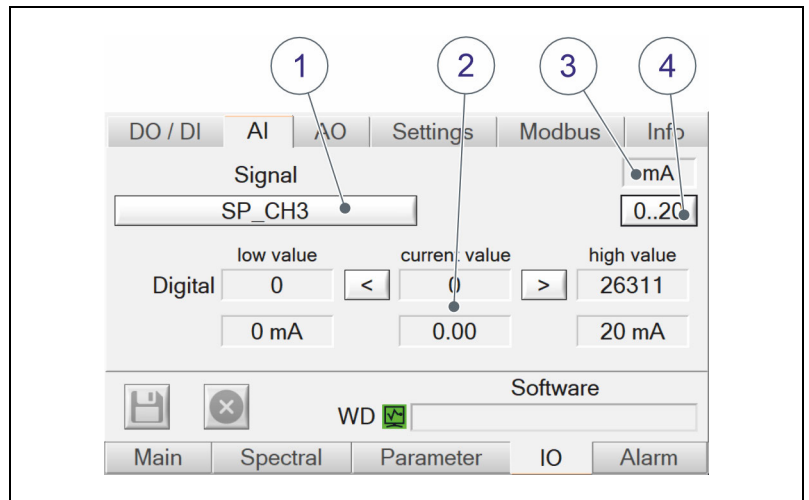 1 2 3 4
DO / DI AI AO Settings Modbus Info
Signal mA
SP_CH3 0..20
low value current value high value
Digital 0 < 0 > 26311
0 mA 0.00 20 mA
Software
WD
Main Spectral Parameter IO Alarm